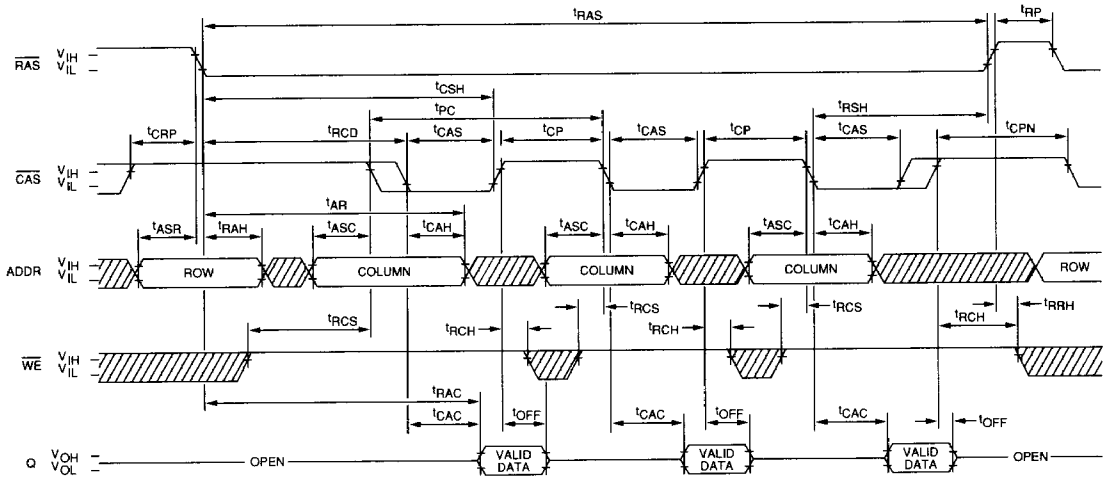 tRAS
tRP
RAS VIH
VIL
tCSH
tPC
tRSH
tCRP tRCD tCAS tCP tCAS tCP tCAS tCPN
CAS VIH
VIL
tAR
tASR tRAH tASC tCAH tASC tCAH tASC tCAH
ADDR VIH
VIL
ROW COLUMN COLUMN COLUMN ROW
tRCS tRCH tRCS tRCH tRCS tRCH tRRH
WE VIH
VIL
tRAC
tCAC tOFF tCAC tOFF tCAC tOFF
Q VOH
VOL
OPEN VALID DATA VALID DATA VALID DATA OPEN